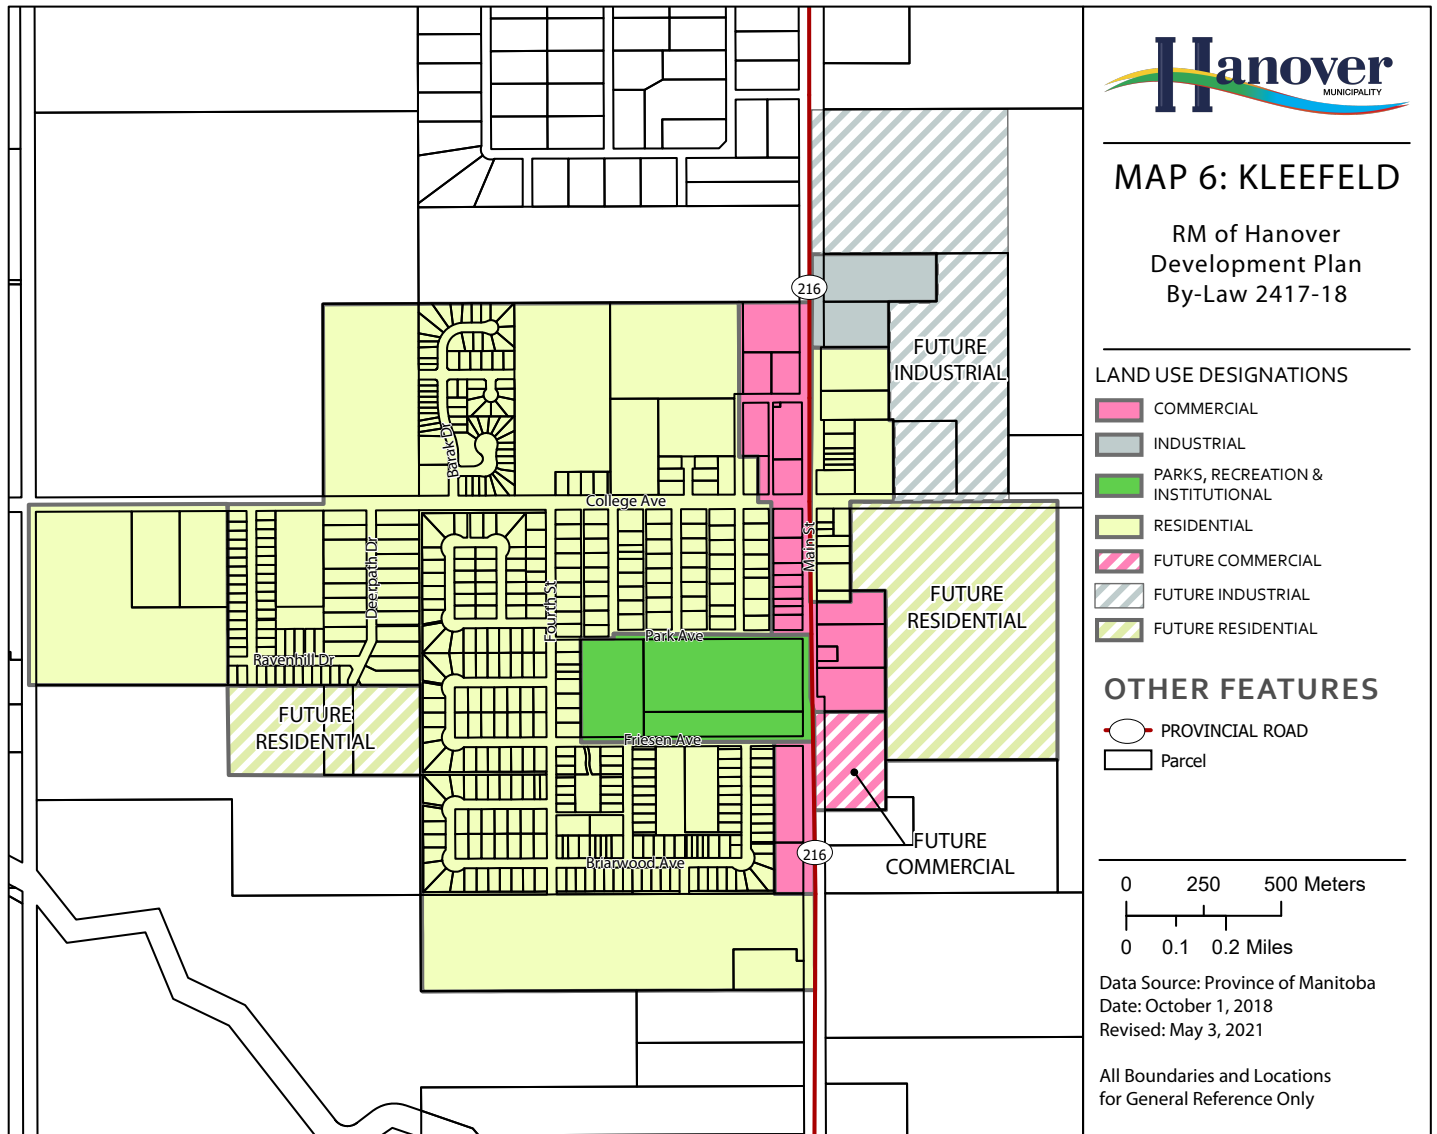 Hanover
MUNICIPALITY
MAP 6: KLEEFELD
RM of Hanover
Development Plan
By-Law 2417-18
LAND USE DESIGNATIONS
COMMERCIAL
INDUSTRIAL
PARKS, RECREATION &
INSTITUTIONAL
RESIDENTIAL
FUTURE COMMERCIAL
FUTURE INDUSTRIAL
FUTURE RESIDENTIAL
OTHER FEATURES
PROVINCIAL ROAD
Parcel
0 250 500 Meters
0 0.1 0.2 Miles
Data Source: Province of Manitoba
Date: October 1, 2018
Revised: May 3, 2021
All Boundaries and Locations
for General Reference Only
216
FUTURE
INDUSTRIAL
Barak Dr
College Ave
Main St
Deerpath Dr
Fourth St
FUTURE
RESIDENTIAL
Park Ave
Ravenhill Dr
FUTURE
RESIDENTIAL
Friesen Ave
216
FUTURE
COMMERCIAL
Briarwood Ave